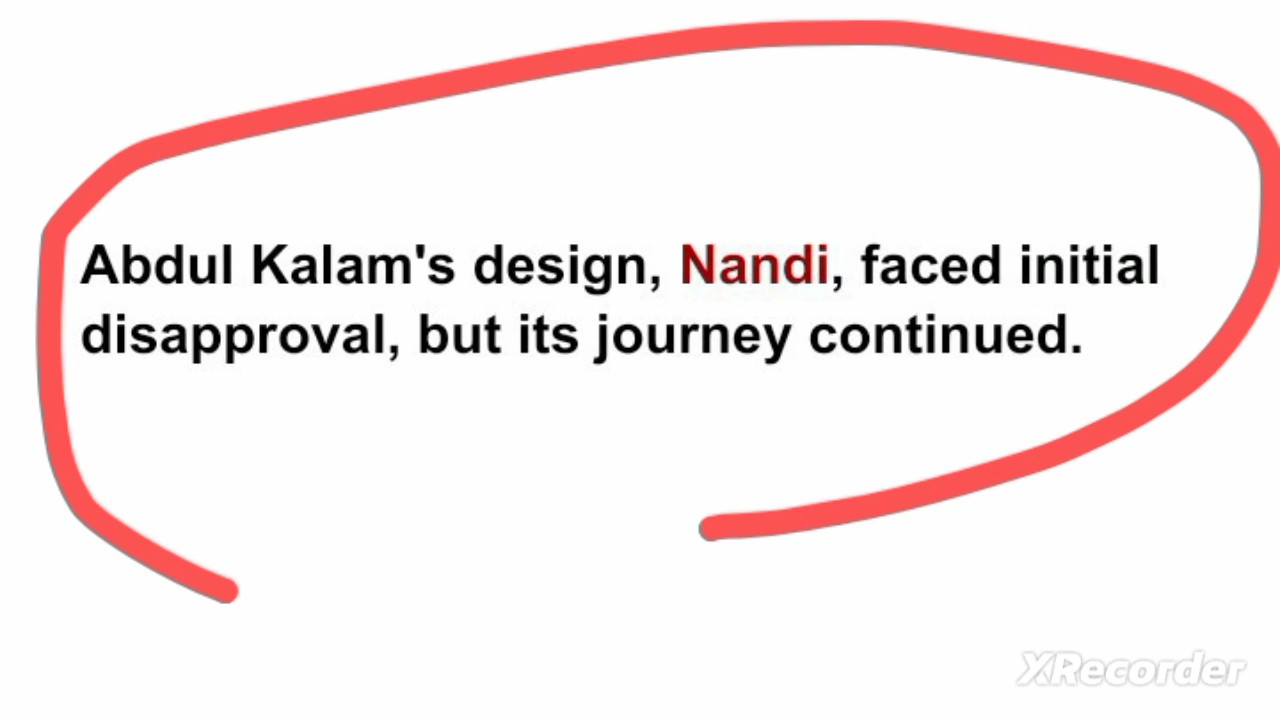 Abdul Kalam's design, Nandi, faced initial
disapproval, but its journey continued.
XRecorder